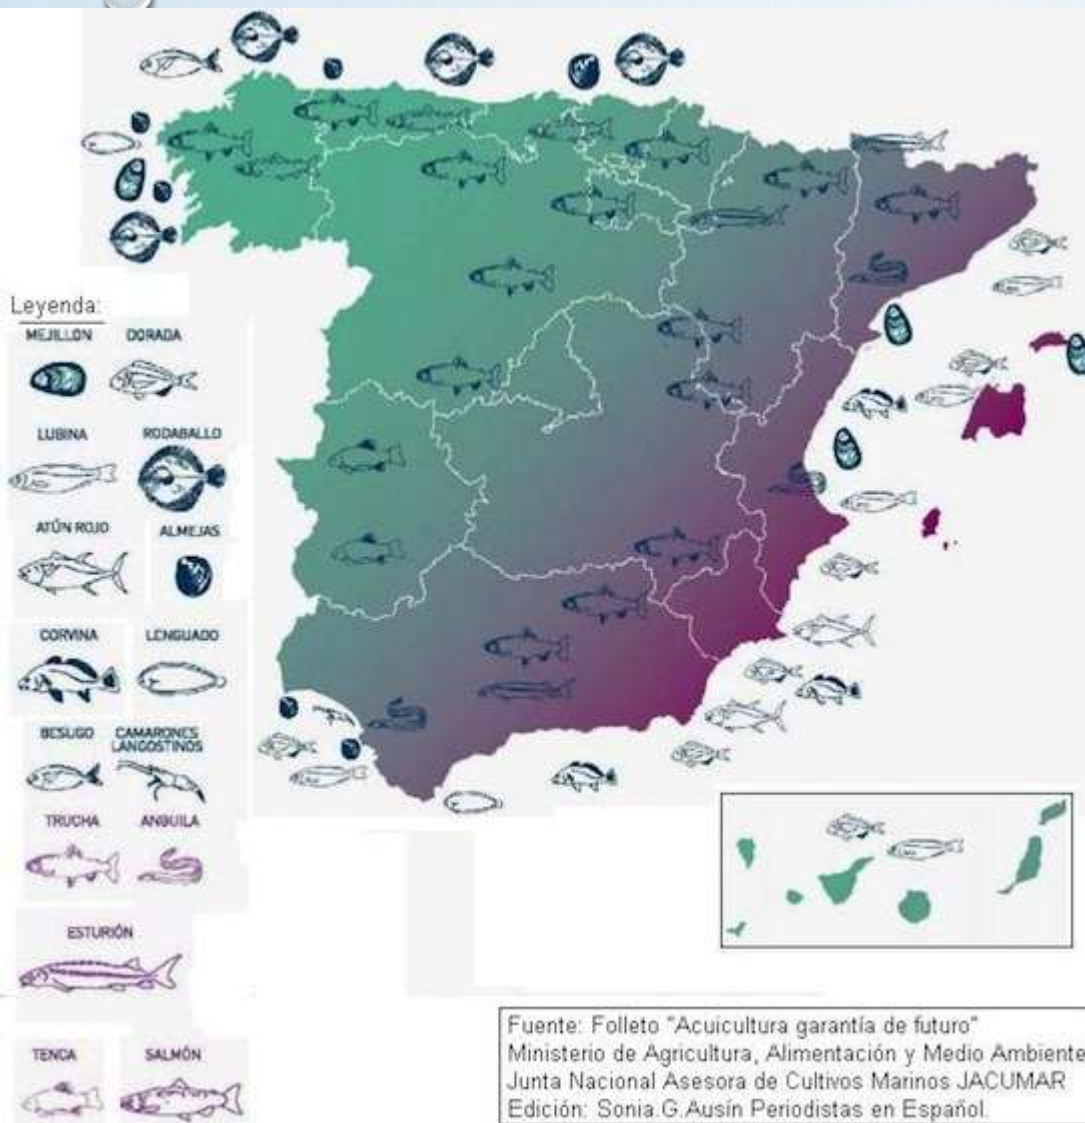 Leyenda:
MEJILLON DORADA
LUBINA RODABALLO
ATÚN ROJO ALMEJAS
CORVINA LENGUADO
BESUGO CAMARONES
LANGOSTINOS
TRUCHA ANGUILA
ESTURIÓN
TENCA SALMÓN
Fuente: Folleto "Acuicultura garantía de futuro"
Ministerio de Agricultura, Alimentación y Medio Ambiente
Junta Nacional Asesora de Cultivos Marinos JACUMAR
Edición: Sonia.G.Ausín Periodistas en Español.